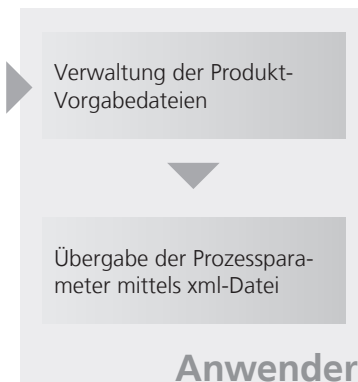 Verwaltung der Produkt-
Vorgabedateien
Übergabe der Prozesspara-
meter mittels xml-Datei
Anwender